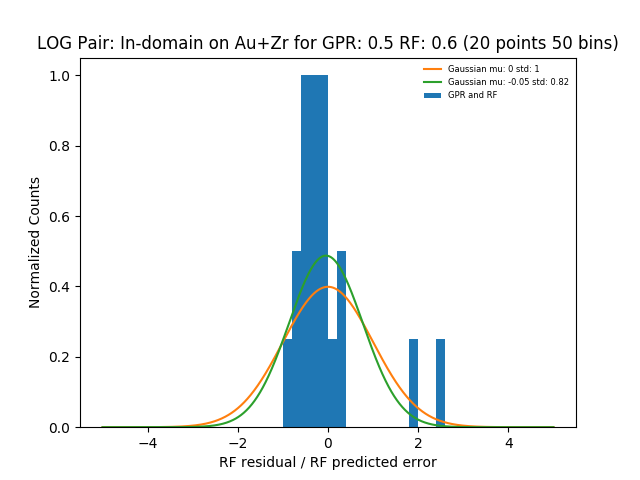 LOG Pair: In-domain on Au+Zr for GPR: 0.5 RF: 0.6 (20 points 50 bins)
Gaussian mu: 0 std: 1
Gaussian mu: -0.05 std: 0.82
GPR and RF
Normalized Counts
1.0
0.8
0.6
0.4
0.2
0.0
−4
−2
0
2
4
RF residual / RF predicted error